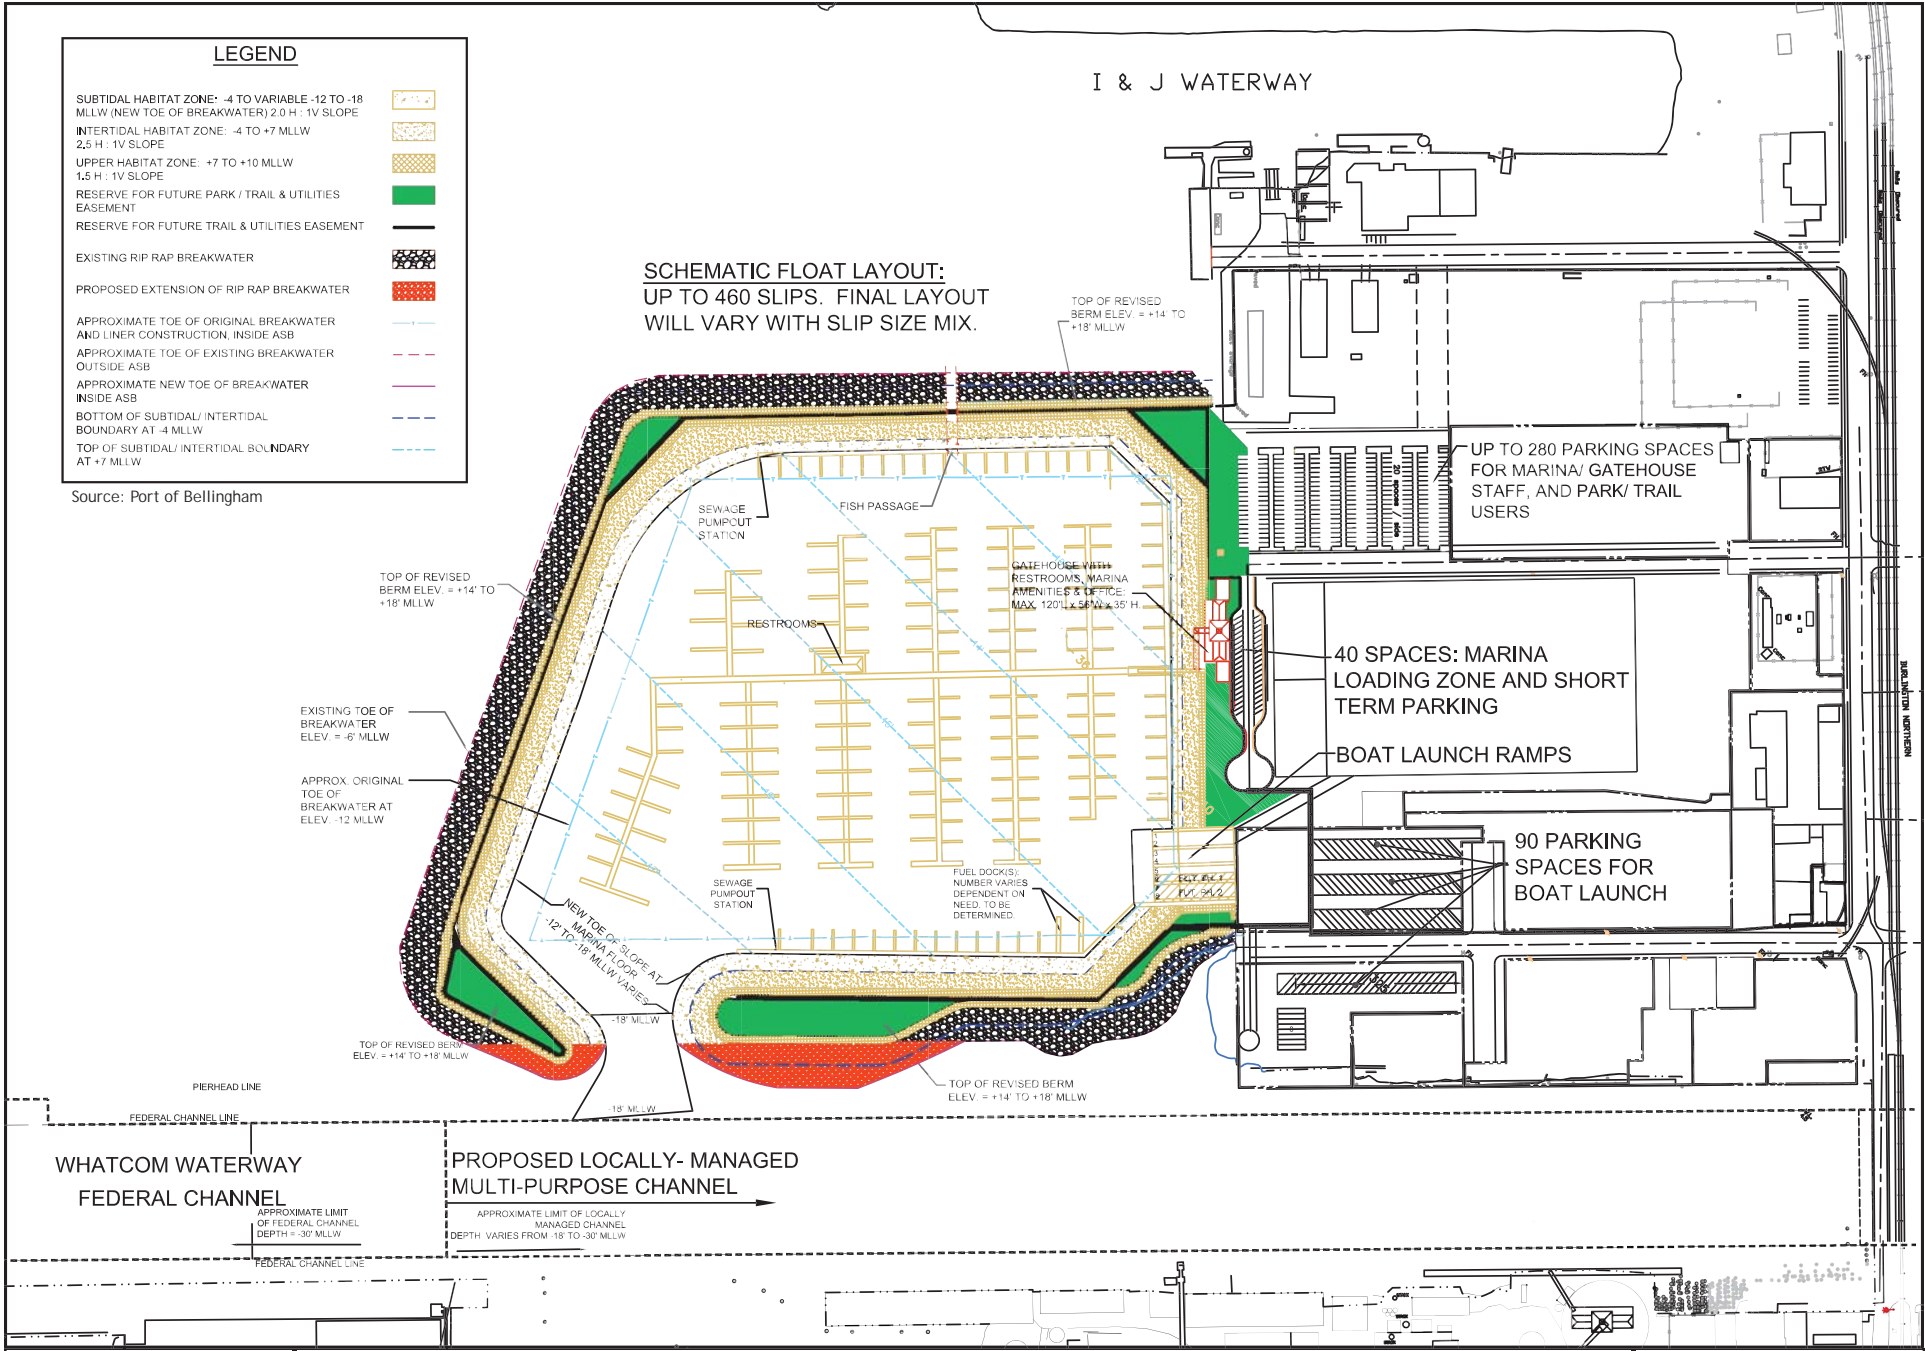 LEGEND
SUBTIDAL HABITAT ZONE: -4 TO VARIABLE -12 TO -18
MLLW (NEW TOE OF BREAKWATER) 2.0 H : 1V SLOPE
INTERTIDAL HABITAT ZONE: -4 TO +7 MLLW
2.5 H : 1V SLOPE
UPPER HABITAT ZONE: +7 TO +10 MLLW
1.5 H : 1V SLOPE
RESERVE FOR FUTURE PARK / TRAIL & UTILITIES
EASEMENT
RESERVE FOR FUTURE TRAIL & UTILITIES EASEMENT
EXISTING RIP RAP BREAKWATER
PROPOSED EXTENSION OF RIP RAP BREAKWATER
APPROXIMATE TOE OF ORIGINAL BREAKWATER
AND LINER CONSTRUCTION, INSIDE ASB
APPROXIMATE TOE OF EXISTING BREAKWATER
OUTSIDE ASB
APPROXIMATE NEW TOE OF BREAKWATER
INSIDE ASB
BOTTOM OF SUBTIDAL/ INTERTIDAL
BOUNDARY AT -4 MLLW
TOP OF SUBTIDAL/ INTERTIDAL BOUNDARY
AT +7 MLLW
Source: Port of Bellingham
I & J WATERWAY
SCHEMATIC FLOAT LAYOUT:
UP TO 460 SLIPS. FINAL LAYOUT
WILL VARY WITH SLIP SIZE MIX.
TOP OF REVISED
BERM ELEV. = +14' TO
+18' MLLW
UP TO 280 PARKING SPACES
FOR MARINA/ GATEHOUSE
STAFF, AND PARK/ TRAIL
USERS
20 spaces / side
SEWAGE
PUMPOUT
STATION
FISH PASSAGE
TOP OF REVISED
BERM ELEV. = +14' TO
+18' MLLW
GATEHOUSE WITH
RESTROOMS, MARINA
AMENITIES & OFFICE:
MAX. 120'L x 56'W x 35' H
RESTROOMS
40 SPACES: MARINA
LOADING ZONE AND SHORT
TERM PARKING
BURLINGTON NORTHERN
EXISTING TOE OF
BREAKWATER
ELEV. = -6' MLLW
BOAT LAUNCH RAMPS
APPROX. ORIGINAL
TOE OF
BREAKWATER AT
ELEV. -12 MLLW
90 PARKING
SPACES FOR
BOAT LAUNCH
SEWAGE
PUMPOUT
STATION
FUEL DOCK(S):
NUMBER VARIES
DEPENDENT ON
NEED. TO BE
DETERMINED.
NEW TOE OF SLOPE AT
MARINA FLOOR
-12' TO -18' MLLW VARIES
-18' MLLW
TOP OF REVISED BERM
ELEV. = +14' TO +18' MLLW
TOP OF REVISED BERM
ELEV. = +14' TO +18' MLLW
-18' MLLW
PIERHEAD LINE
FEDERAL CHANNEL LINE
WHATCOM WATERWAY
FEDERAL CHANNEL
APPROXIMATE LIMIT
OF FEDERAL CHANNEL
DEPTH = -30' MLLW
FEDERAL CHANNEL LINE
PROPOSED LOCALLY- MANAGED
MULTI-PURPOSE CHANNEL
APPROXIMATE LIMIT OF LOCALLY
MANAGED CHANNEL
DEPTH VARIES FROM -18' TO -30' MLLW